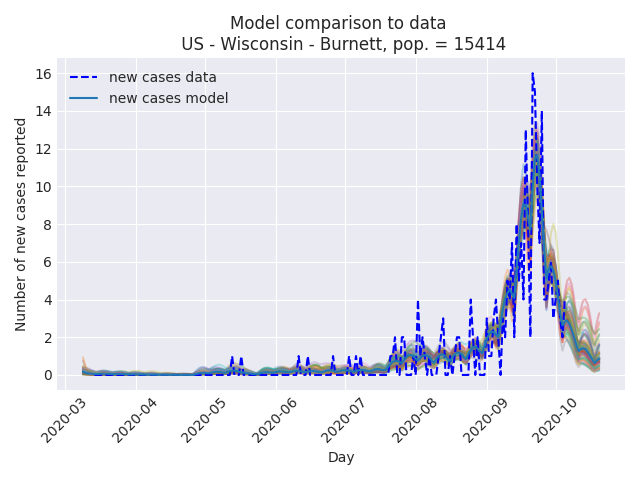 Model comparison to data
US - Wisconsin - Burnett, pop. = 15414
new cases data
new cases model
Number of new cases reported
16
14
12
10
8
6
4
2
0
2020-03
2020-04
2020-05
2020-06
2020-07
2020-08
2020-09
2020-10
Day